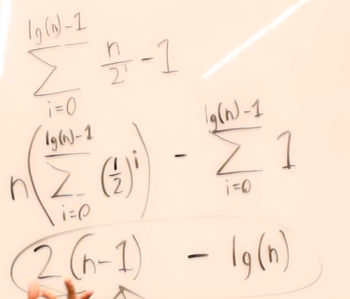 lg(n)-1
∑ n/2^i - 1
i=0
n( lg(n)-1 ∑ i=0 (1/2)^i ) - lg(n)-1 ∑ i=0 1
2(n-1) - lg(n)